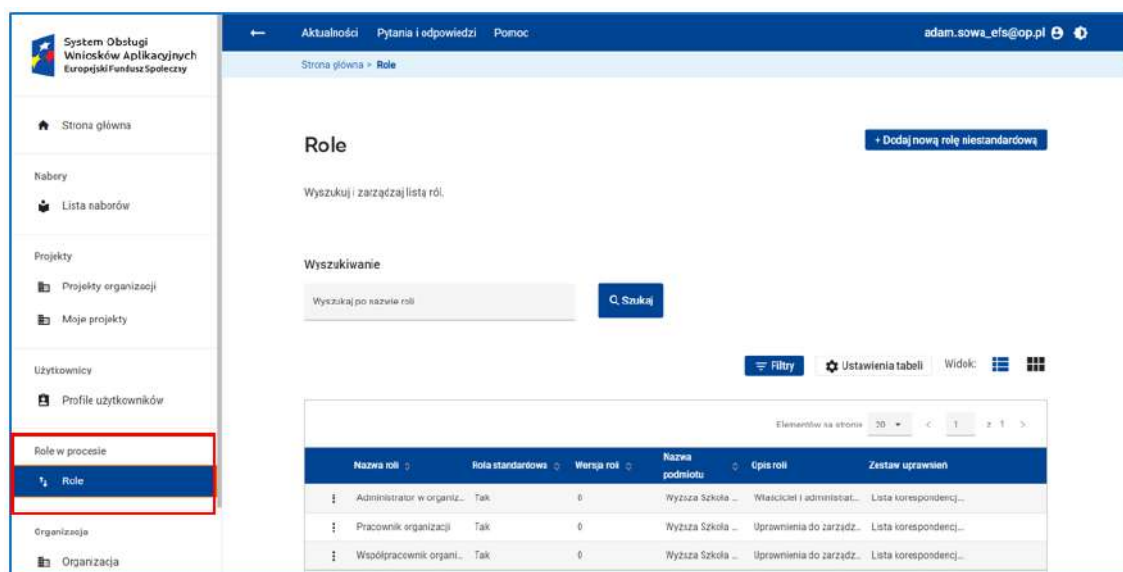 System Obsługi
Wniosków Aplikacyjnych
Europejski Fundusz Społeczny
Aktualności Pytania i odpowiedzi Pomoc
adam.sowa_efs@op.pl
Strona główna > Role
Strona główna
Nabory
Lista naborów
Projekty
Projekty organizacji
Moje projekty
Użytkownicy
Profile użytkowników
Role w procesie
Role
Organizacja
Organizacja
Role
+ Dodaj nową rolę niestandardową
Wyszukuj i zarządzaj listą ról.
Wyszukiwanie
Wyszukaj po nazwie roli
Szukaj
Filtry Ustawienia tabeli Widok:
Elementów na stronie 20 < 1 z 1 >
Nazwa roli Rola standardowa Wersja roli Nazwa podmiotu Opis roli Zestaw uprawnień
Administrator w organiz... Tak 0 Wyższa Szkoła ... Właściciel i administrat... Lista korespondencj...
Pracownik organizacji Tak 0 Wyższa Szkoła ... Uprawnienia do zarządz... Lista korespondencj...
Współpracownik organi... Tak 0 Wyższa Szkoła ... Uprawnienia do zarządz... Lista korespondencj...